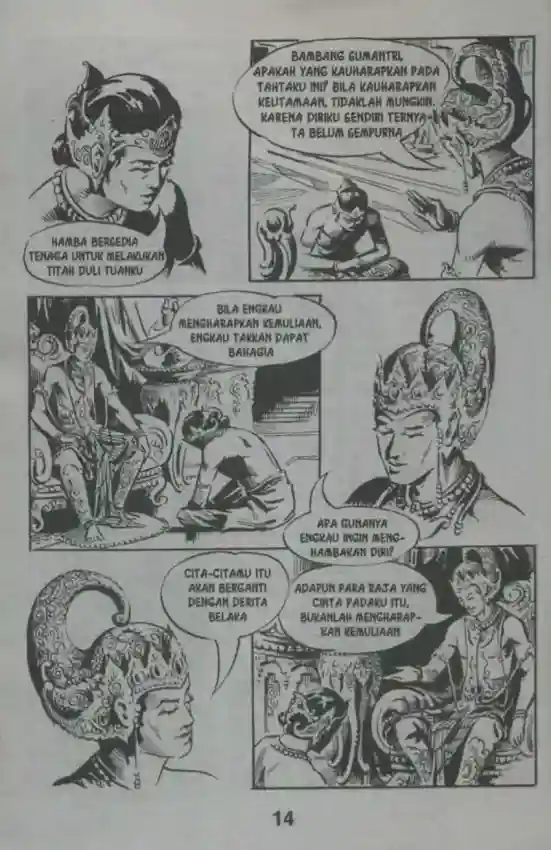 HAMBA BERSEDIA
TENAGA UNTUK MELAKUKAN
TITAH DULI TUANKU
BAMBANG SUMANTRI,
APAKAH YANG KAUHARAPKAN PADA
TAHTAKU INI? BILA KAUHARAPKAN
KEUTAMAAN, TIDAKLAH MUNGKIN.
KARENA DIRIKU SENDIRI TERNYA-
TA BELUM SEMPURNA
BILA ENGKAU
MENGHARAPKAN KEMULIAAN,
ENGKAU TAKKAN DAPAT
BAHAGIA
APA GUNANYA
ENGKAU INGIN MENG-
HAMBAKAN DIRI?
CITA-CITAMU ITU
AKAN BERGANTI
DENGAN DERITA
BELAKA
ADAPUN PARA RAJA YANG
CINTA PADAKU ITU,
BUKANLAH MENGHARAP-
KAN KEMULIAAN
14